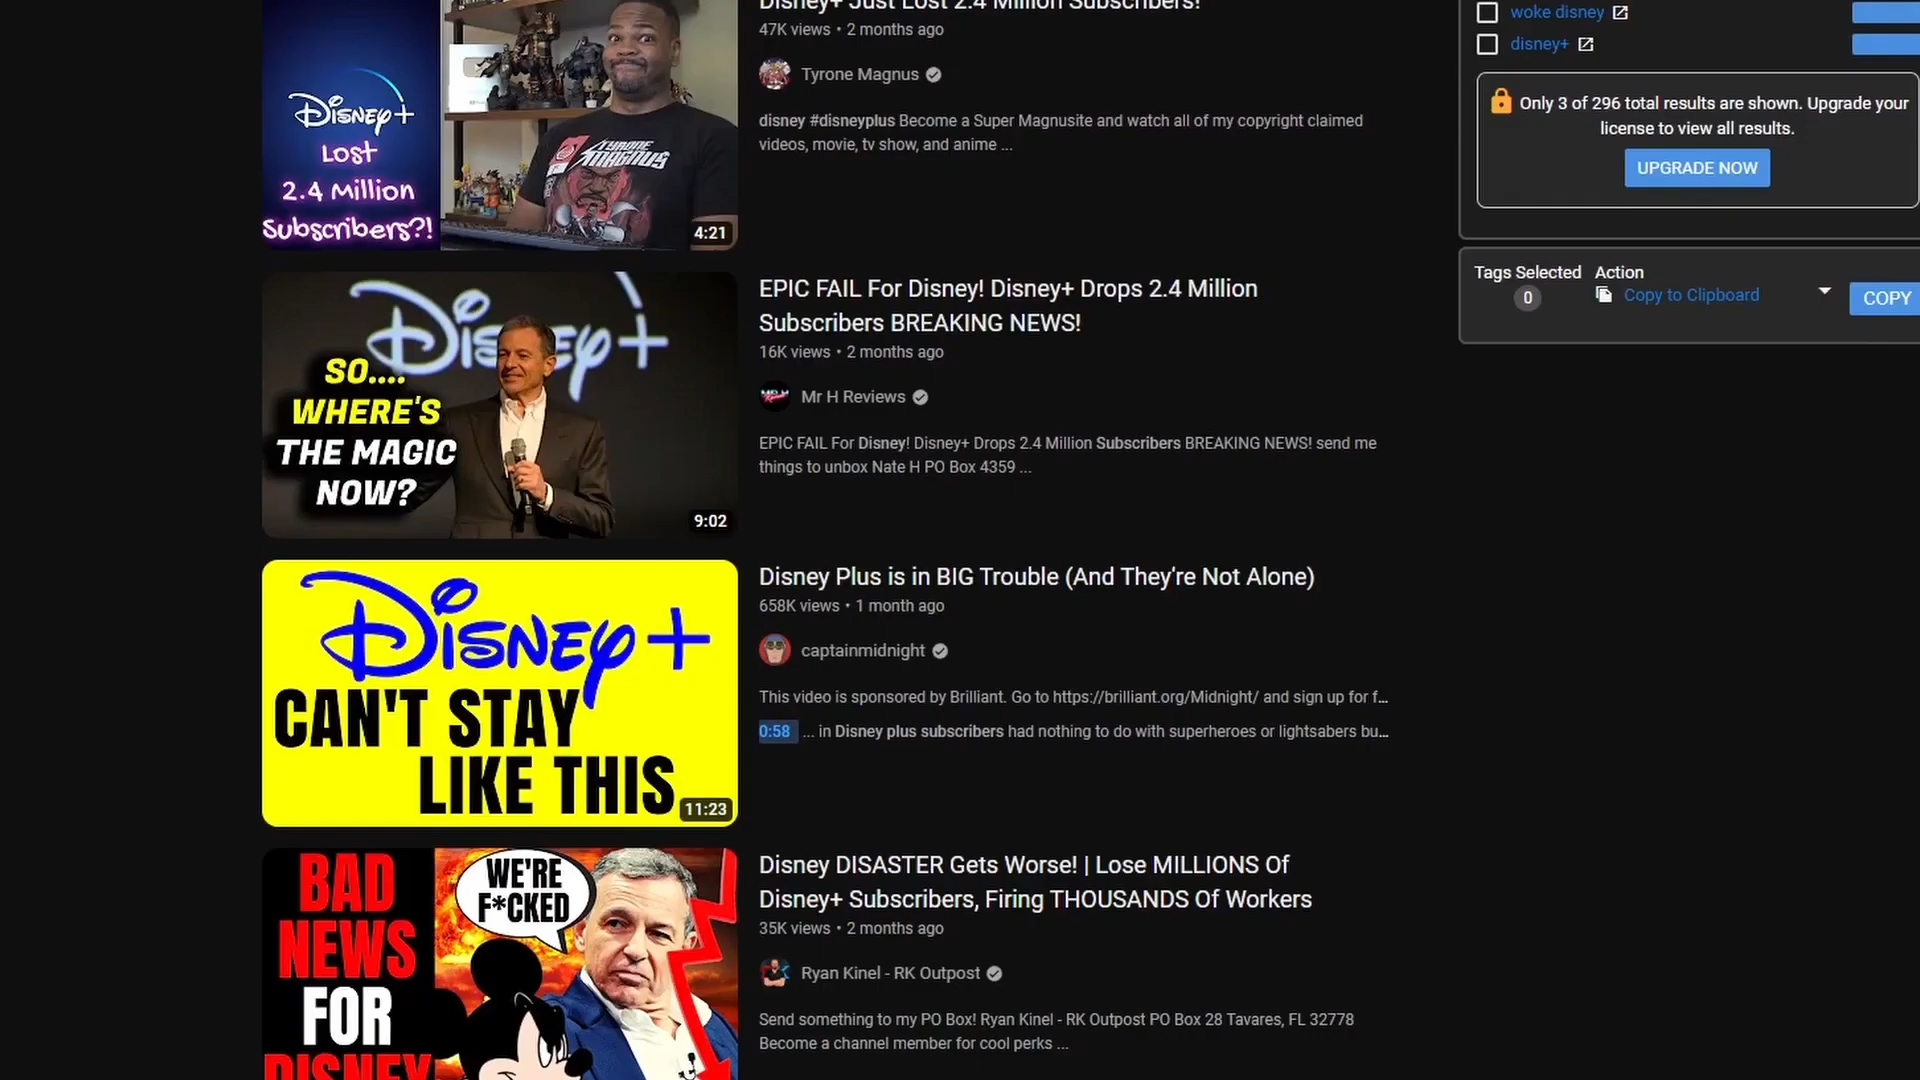 Disney+ Just Lost 2.4 Million Subscribers!
47K views • 2 months ago
Tyrone Magnus
disney #disneyplus Become a Super Magnusite and watch all of my copyright claimed
videos, movie, tv show, and anime ...
Disney+
Lost
2.4 Million
Subscribers?!
TYRONE
MAGNUS
4:21
EPIC FAIL For Disney! Disney+ Drops 2.4 Million
Subscribers BREAKING NEWS!
16K views • 2 months ago
Mr H Reviews
EPIC FAIL For Disney! Disney+ Drops 2.4 Million Subscribers BREAKING NEWS! send me
things to unbox Nate H PO Box 4359 ...
Disney+
SO....
WHERE'S
THE MAGIC
NOW?
9:02
Disney Plus is in BIG Trouble (And They're Not Alone)
658K views • 1 month ago
captainmidnight
This video is sponsored by Brilliant. Go to https://brilliant.org/Midnight/ and sign up for f...
0:58 ... in Disney plus subscribers had nothing to do with superheroes or lightsabers bu...
Disney+
CAN'T STAY
LIKE THIS
11:23
Disney DISASTER Gets Worse! | Lose MILLIONS Of
Disney+ Subscribers, Firing THOUSANDS Of Workers
35K views • 2 months ago
Ryan Kinel - RK Outpost
Send something to my PO Box! Ryan Kinel - RK Outpost PO Box 28 Tavares, FL 32778
Become a channel member for cool perks ...
BAD
NEWS
FOR
DISNEY
WE'RE
F*CKED
woke disney
disney+
Only 3 of 296 total results are shown. Upgrade your
license to view all results.
UPGRADE NOW
Tags Selected
0
Action
Copy to Clipboard
COPY